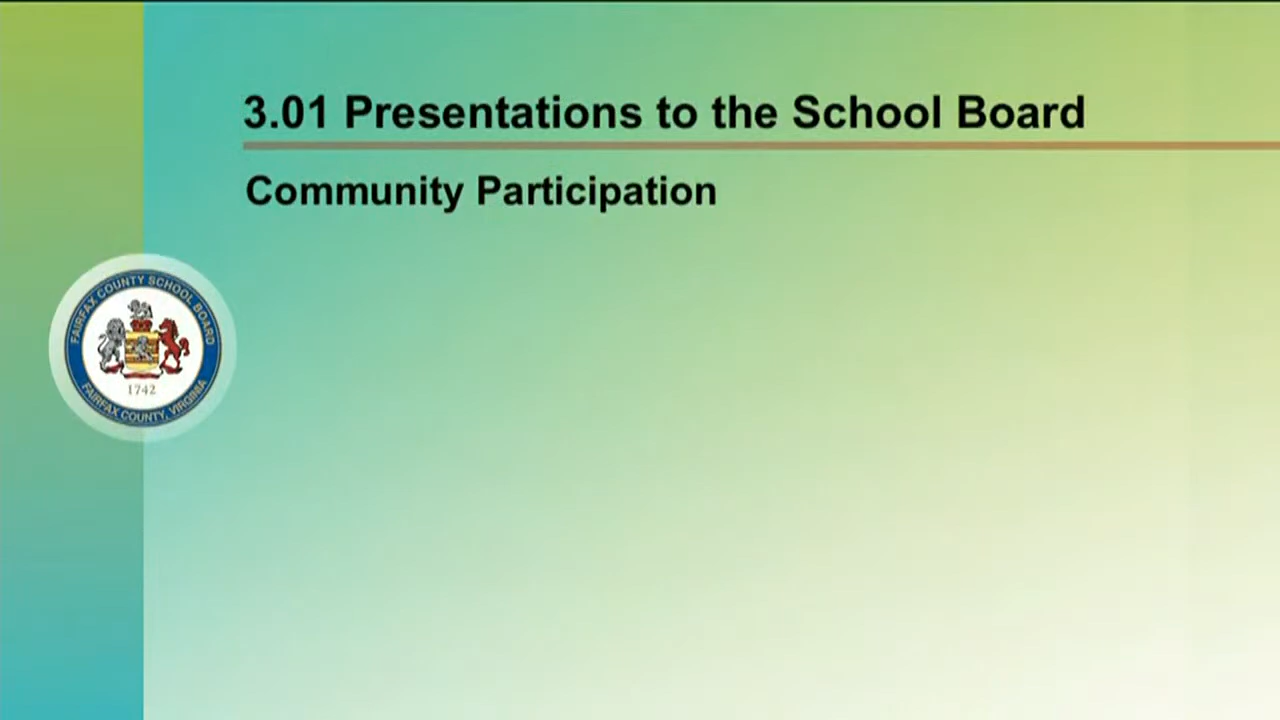 3.01 Presentations to the School Board
Community Participation
FAIRFAX COUNTY SCHOOL BOARD
1742
FAIRFAX COUNTY, VIRGINIA